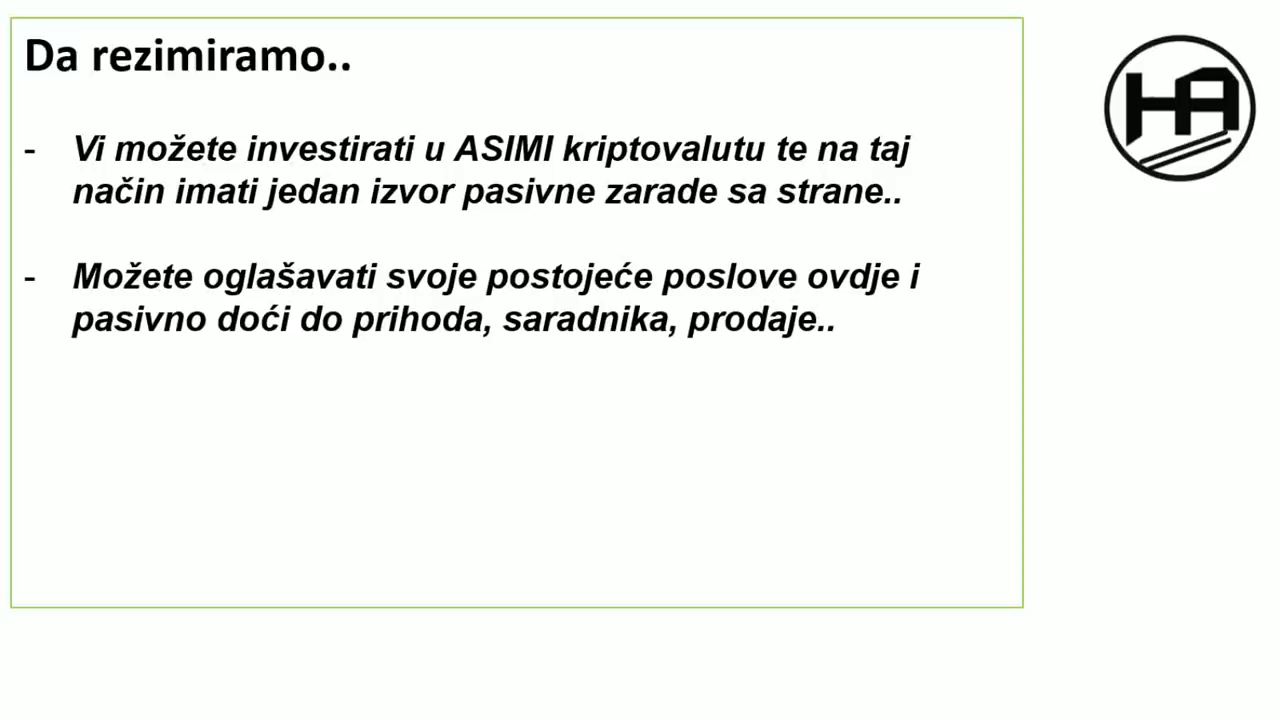 Da rezimiramo..
- Vi možete investirati u ASIMI kriptovalutu te na taj
način imati jedan izvor pasivne zarade sa strane..
- Možete oglašavati svoje postojeće poslove ovdje i
pasivno doći do prihoda, saradnika, prodaje..
HA